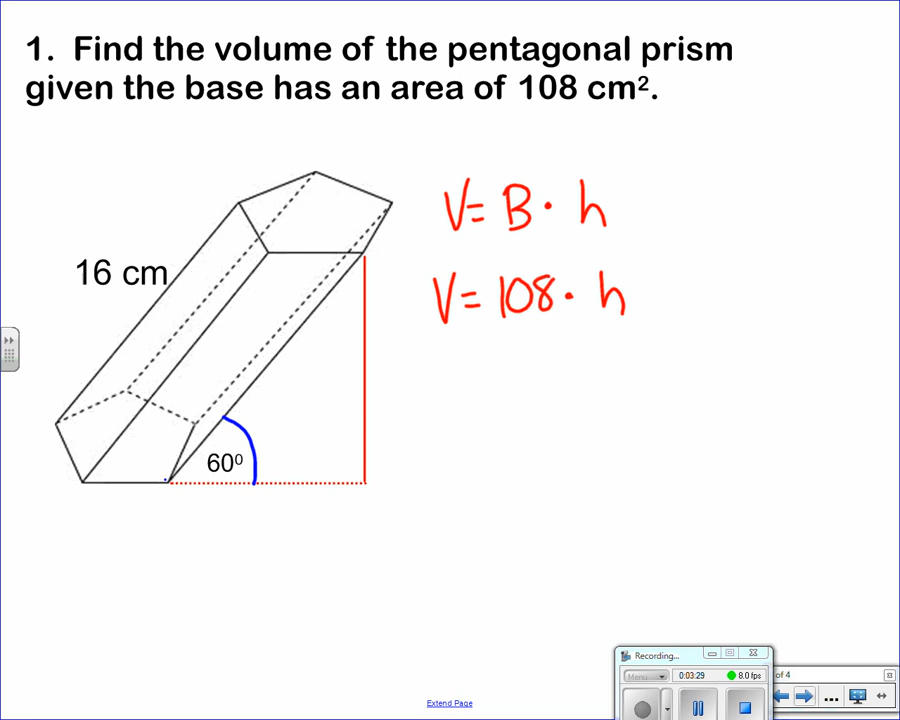 1. Find the volume of the pentagonal prism
given the base has an area of 108 cm².
V= B · h
16 cm
V= 108 · h
60⁰
Recording...
Menu
0:03:29
8.0 fps
of 4
...
Extend Page